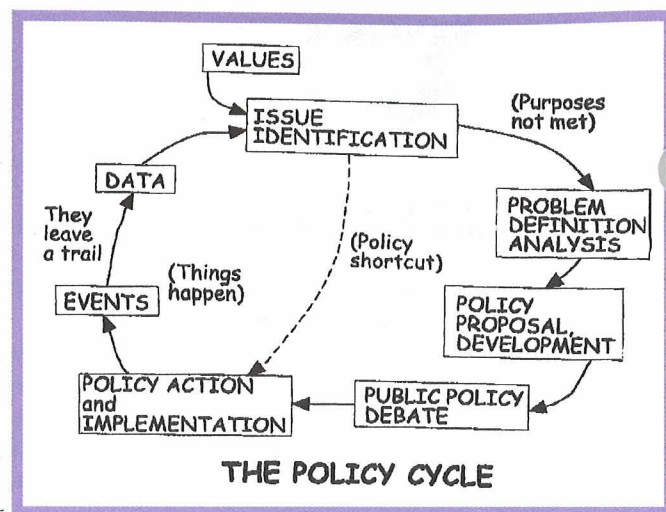 VALUES
ISSUE
IDENTIFICATION
(Purposes
not met)
DATA
PROBLEM
DEFINITION
ANALYSIS
They
leave
a trail
(Policy
shortcut)
(Things
happen)
EVENTS
POLICY
PROPOSAL,
DEVELOPMENT
POLICY ACTION
and
IMPLEMENTATION
PUBLIC POLICY
DEBATE
THE POLICY CYCLE